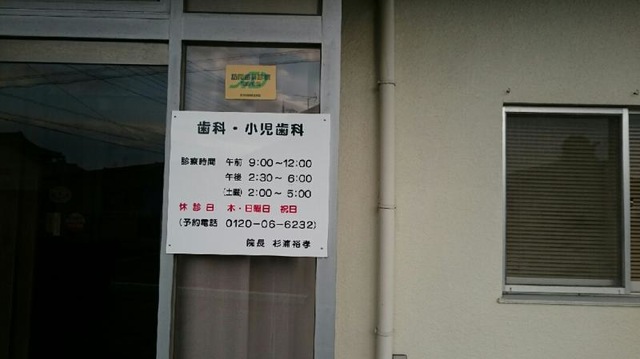 歯科・小児歯科
診療時間 午前 9:00~12:00
午後 2:30~ 6:00
(土曜) 2:00~ 5:00
休診日 木・日曜日 祝日
(予約電話 0120-06-6232)
院長 杉浦裕孝